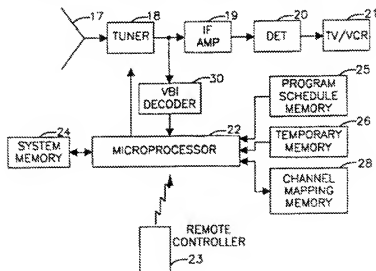 17
18
19
20
21
TUNER
IF
AMP
DET
TV/VCR
30
VBI
DECODER
25
PROGRAM
SCHEDULE
MEMORY
24
SYSTEM
MEMORY
22
MICROPROCESSOR
26
TEMPORARY
MEMORY
28
CHANNEL
MAPPING
MEMORY
REMOTE
CONTROLLER
23